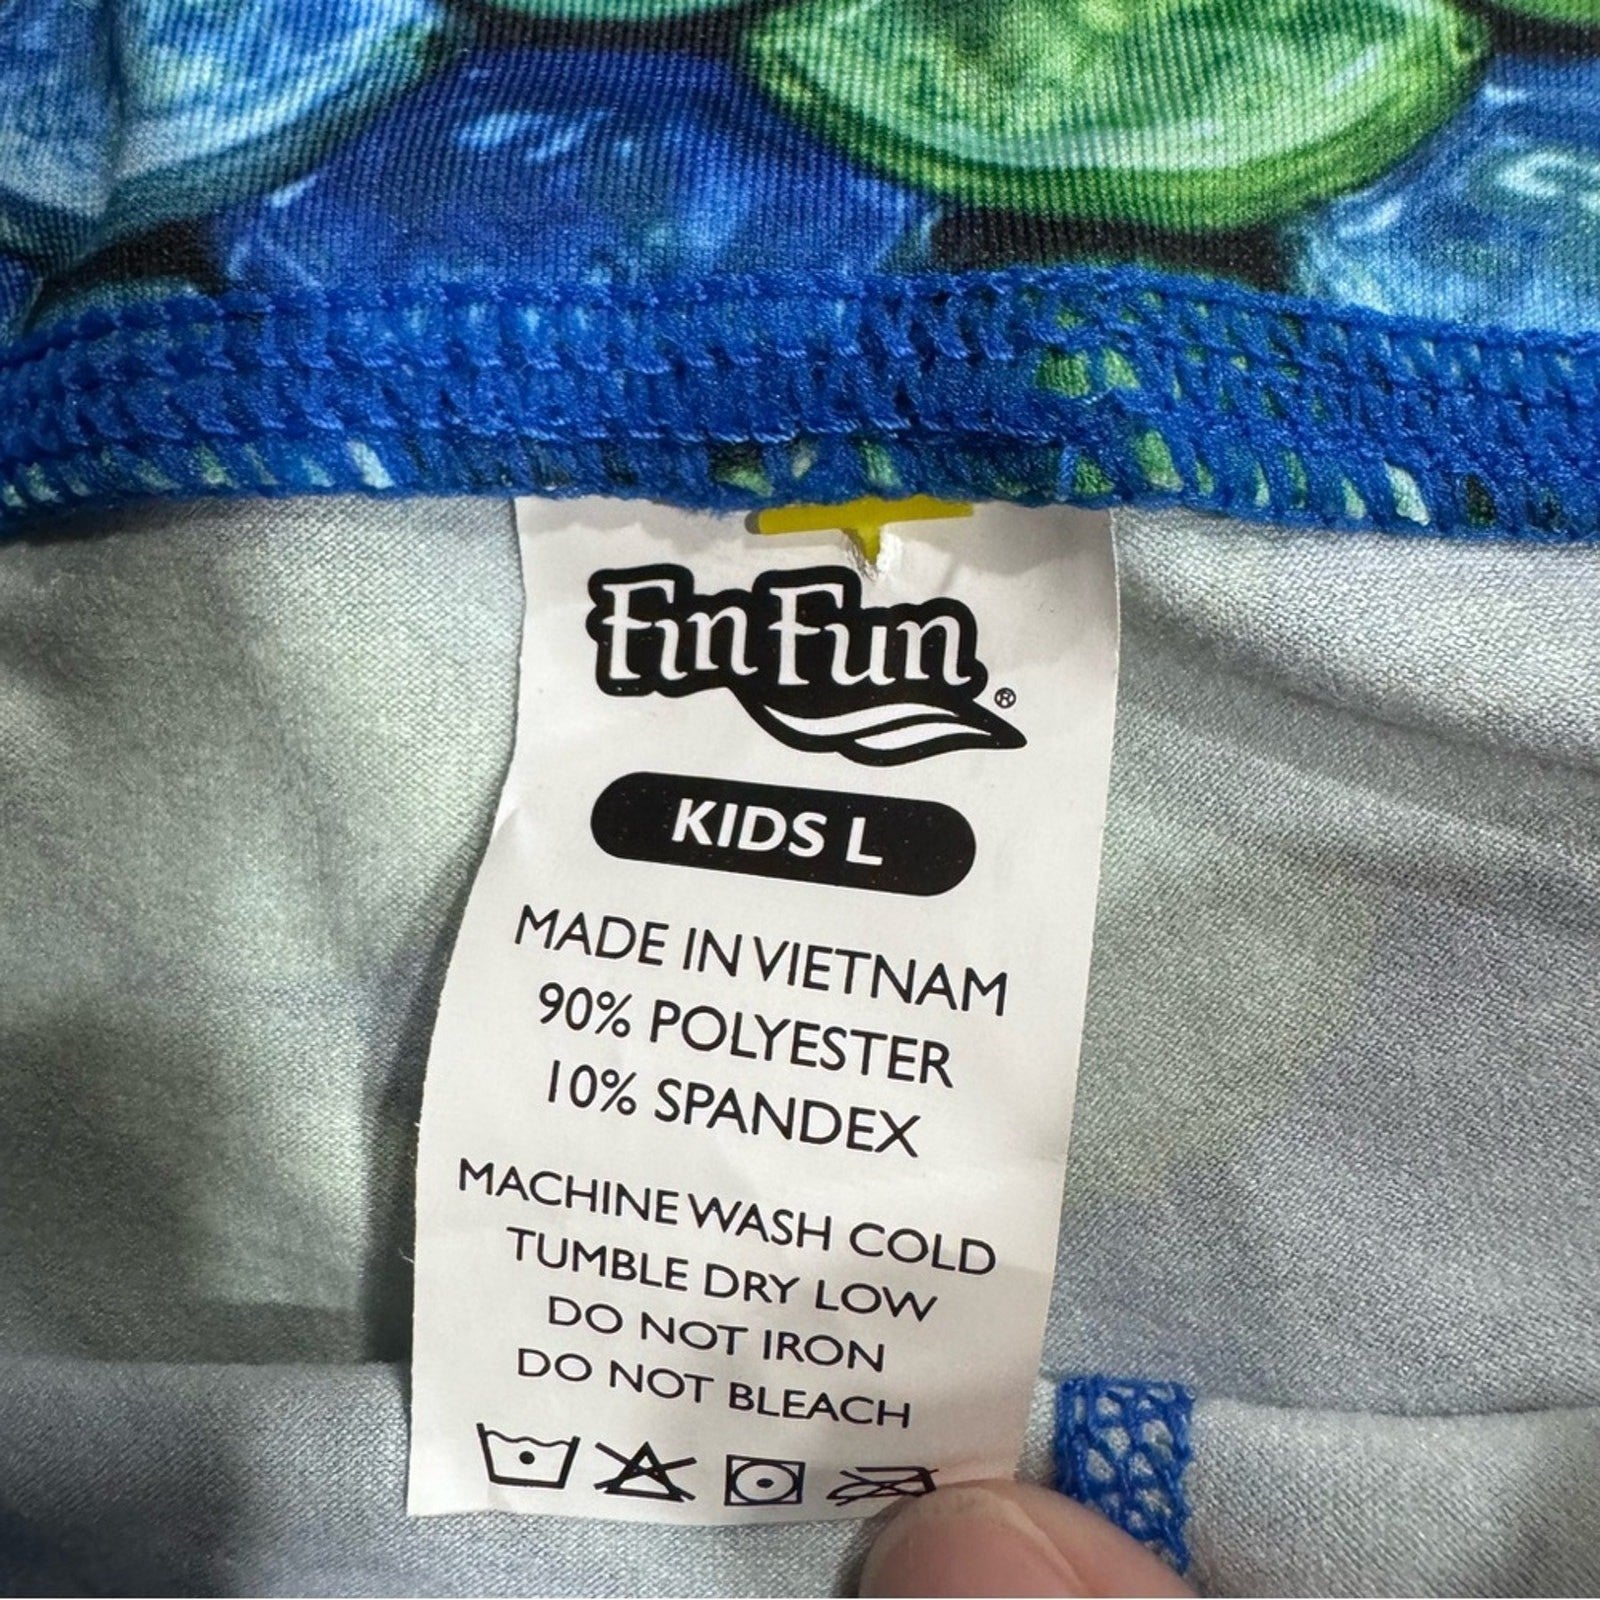 FinFun®
KIDS L
MADE IN VIETNAM
90% POLYESTER
10% SPANDEX
MACHINE WASH COLD
TUMBLE DRY LOW
DO NOT IRON
DO NOT BLEACH